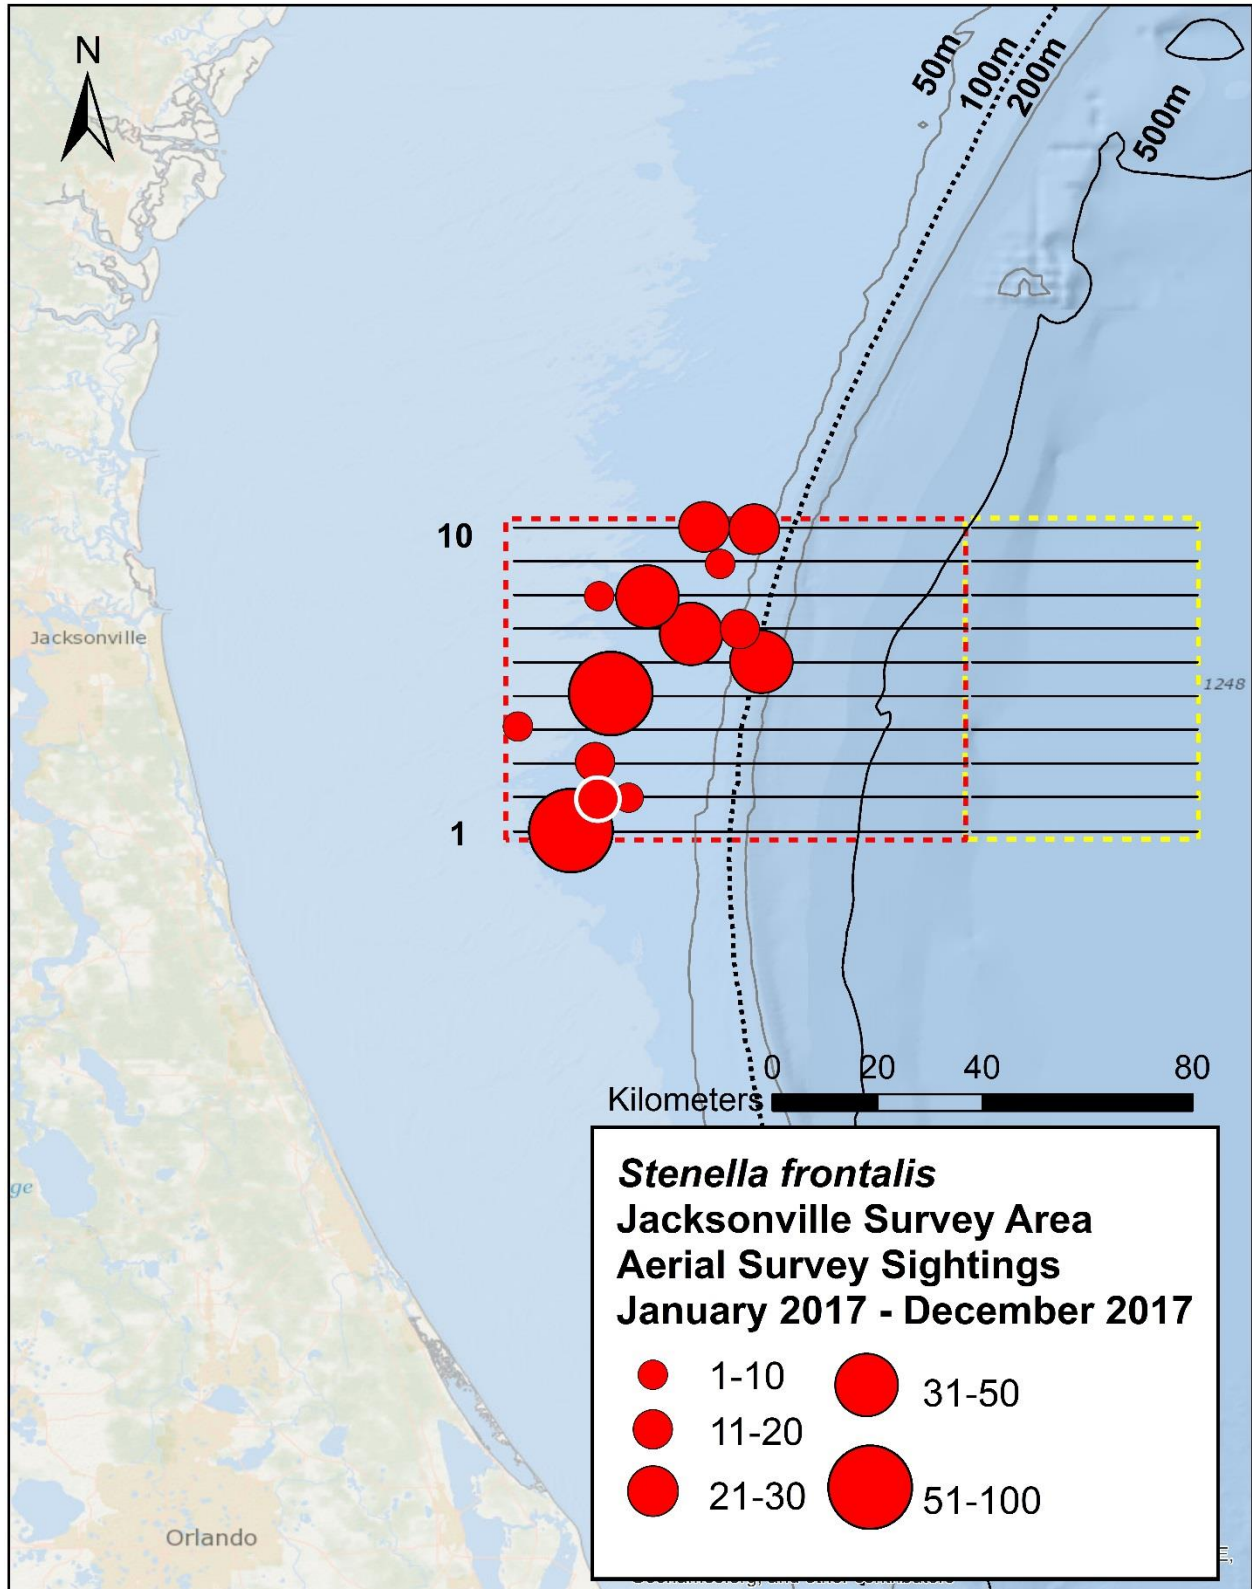 N
50m
100m
200m
500m
10
Jacksonville
1248
1
0 20 40 80
Kilometers
ge
Stenella frontalis
Jacksonville Survey Area
Aerial Survey Sightings
January 2017 - December 2017
1-10
31-50
11-20
21-30
51-100
Orlando